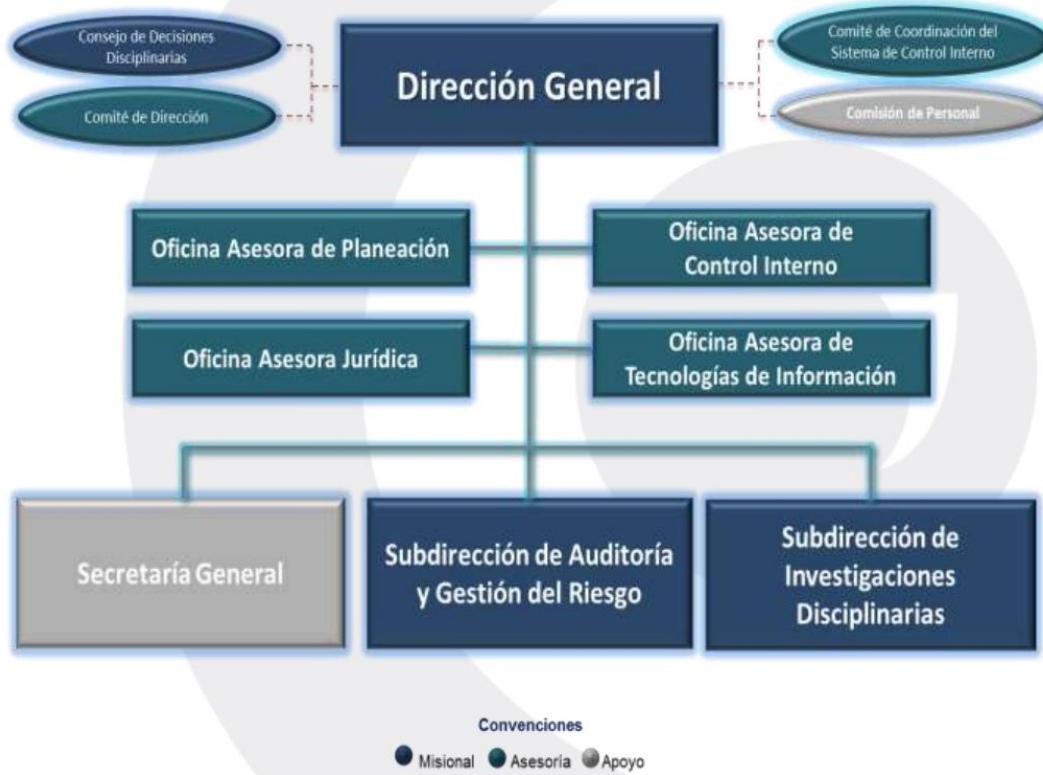 Consejo de Decisiones
Disciplinarias
Comité de Dirección
Dirección General
Comité de Coordinación del
Sistema de Control Interno
Comisión de Personal
Oficina Asesora de Planeación
Oficina Asesora de
Control Interno
Oficina Asesora Jurídica
Oficina Asesora de
Tecnologías de Información
Secretaría General
Subdirección de Auditoría
y Gestión del Riesgo
Subdirección de
Investigaciones
Disciplinarias
Convenciones
Misional Asesoría Apoyo